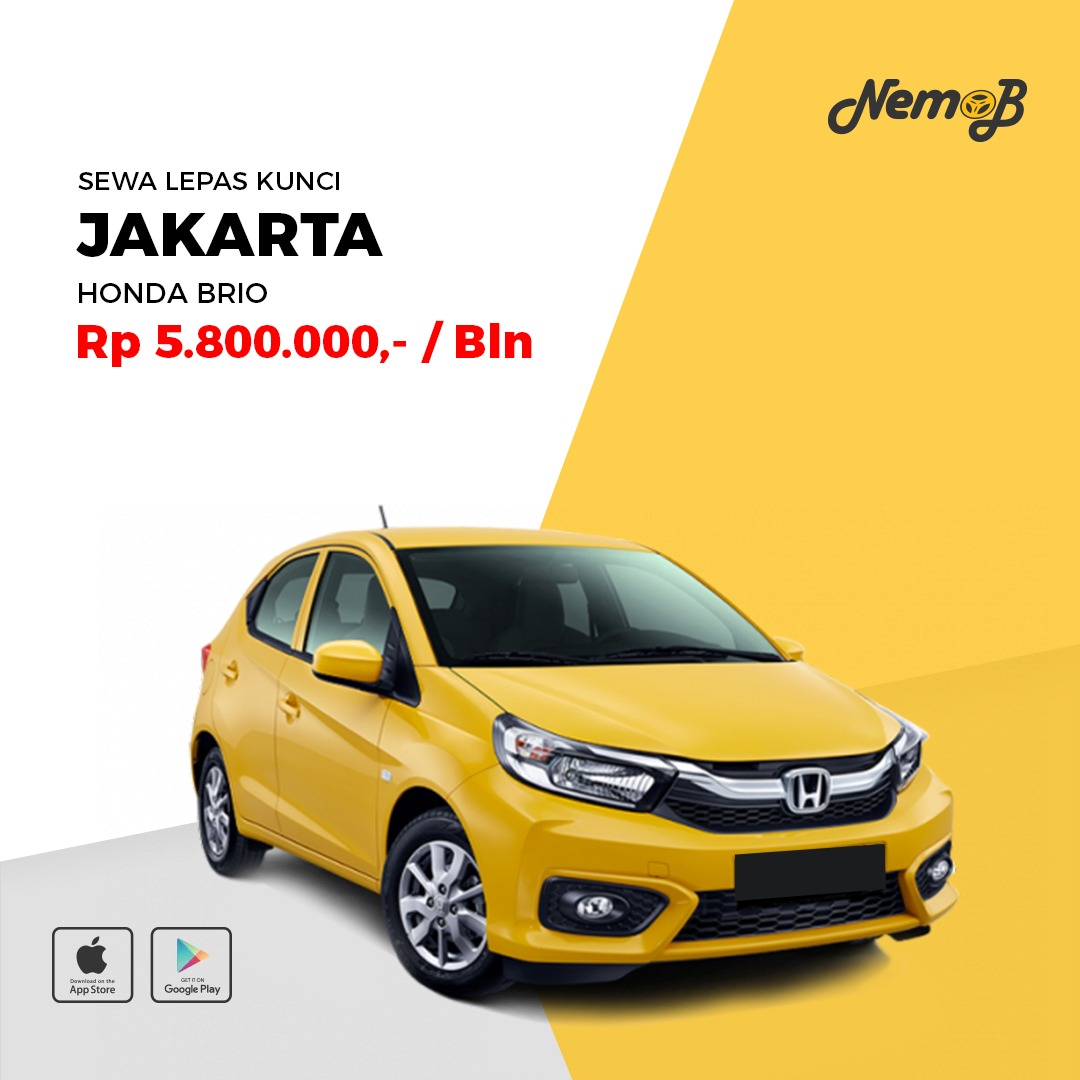 NemoB
SEWA LEPAS KUNCI
JAKARTA
HONDA BRIO
Rp 5.800.000,- / Bln
Download on the
App Store
GET IT ON
Google Play